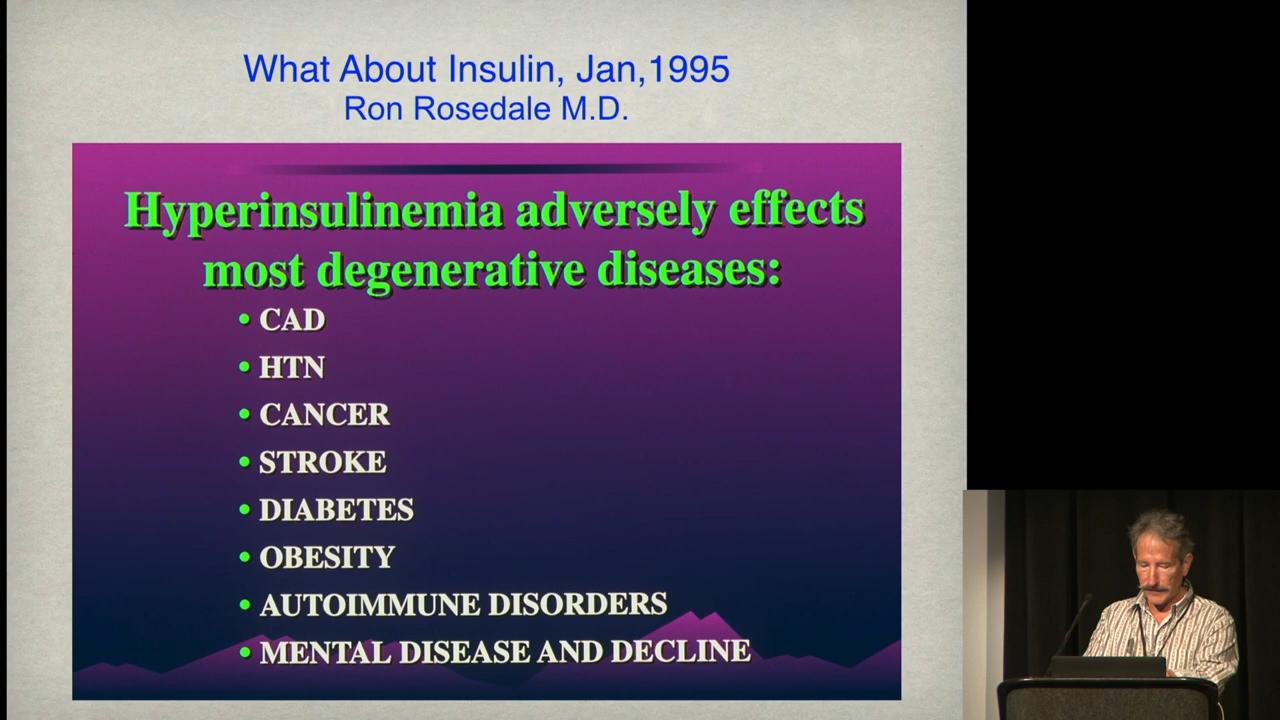 What About Insulin, Jan,1995
Ron Rosedale M.D.
Hyperinsulinemia adversely effects
most degenerative diseases:
• CAD
• HTN
• CANCER
• STROKE
• DIABETES
• OBESITY
• AUTOIMMUNE DISORDERS
• MENTAL DISEASE AND DECLINE